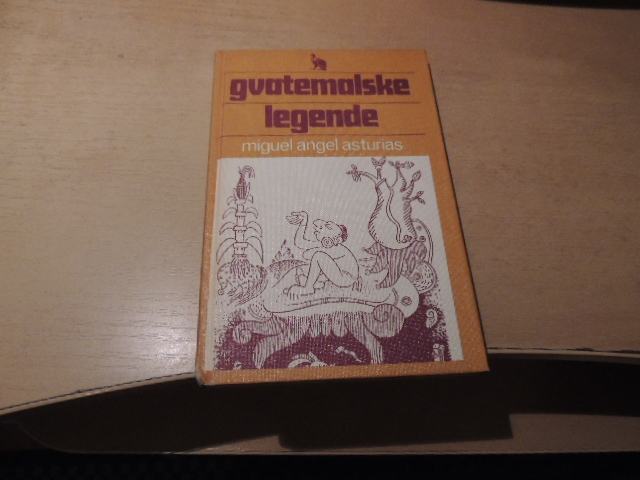 gvatemalske
legende
miguel angel asturias